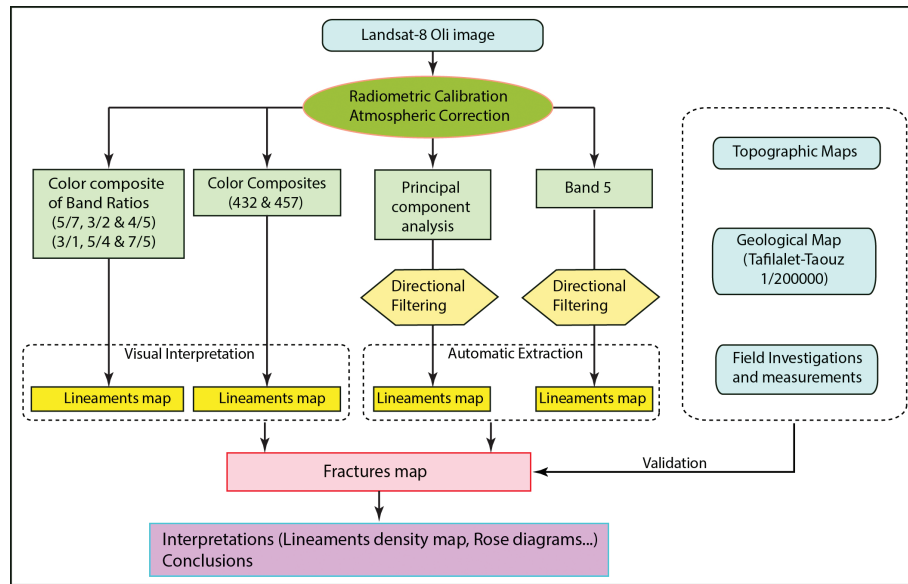 Landsat-8 Oli image
Radiometric Calibration
Atmospheric Correction
Color composite
of Band Ratios
(5/7, 3/2 & 4/5)
(3/1, 5/4 & 7/5)
Color Composites
(432 & 457)
Principal
component
analysis
Band 5
Topographic Maps
Geological Map
(Tafilalet-Taouz
1/200000)
Directional
Filtering
Directional
Filtering
Visual Interpretation
Automatic Extraction
Field Investigations
and measurements
Lineaments map
Lineaments map
Lineaments map
Lineaments map
Fractures map
Validation
Interpretations (Lineaments density map, Rose diagrams...)
Conclusions